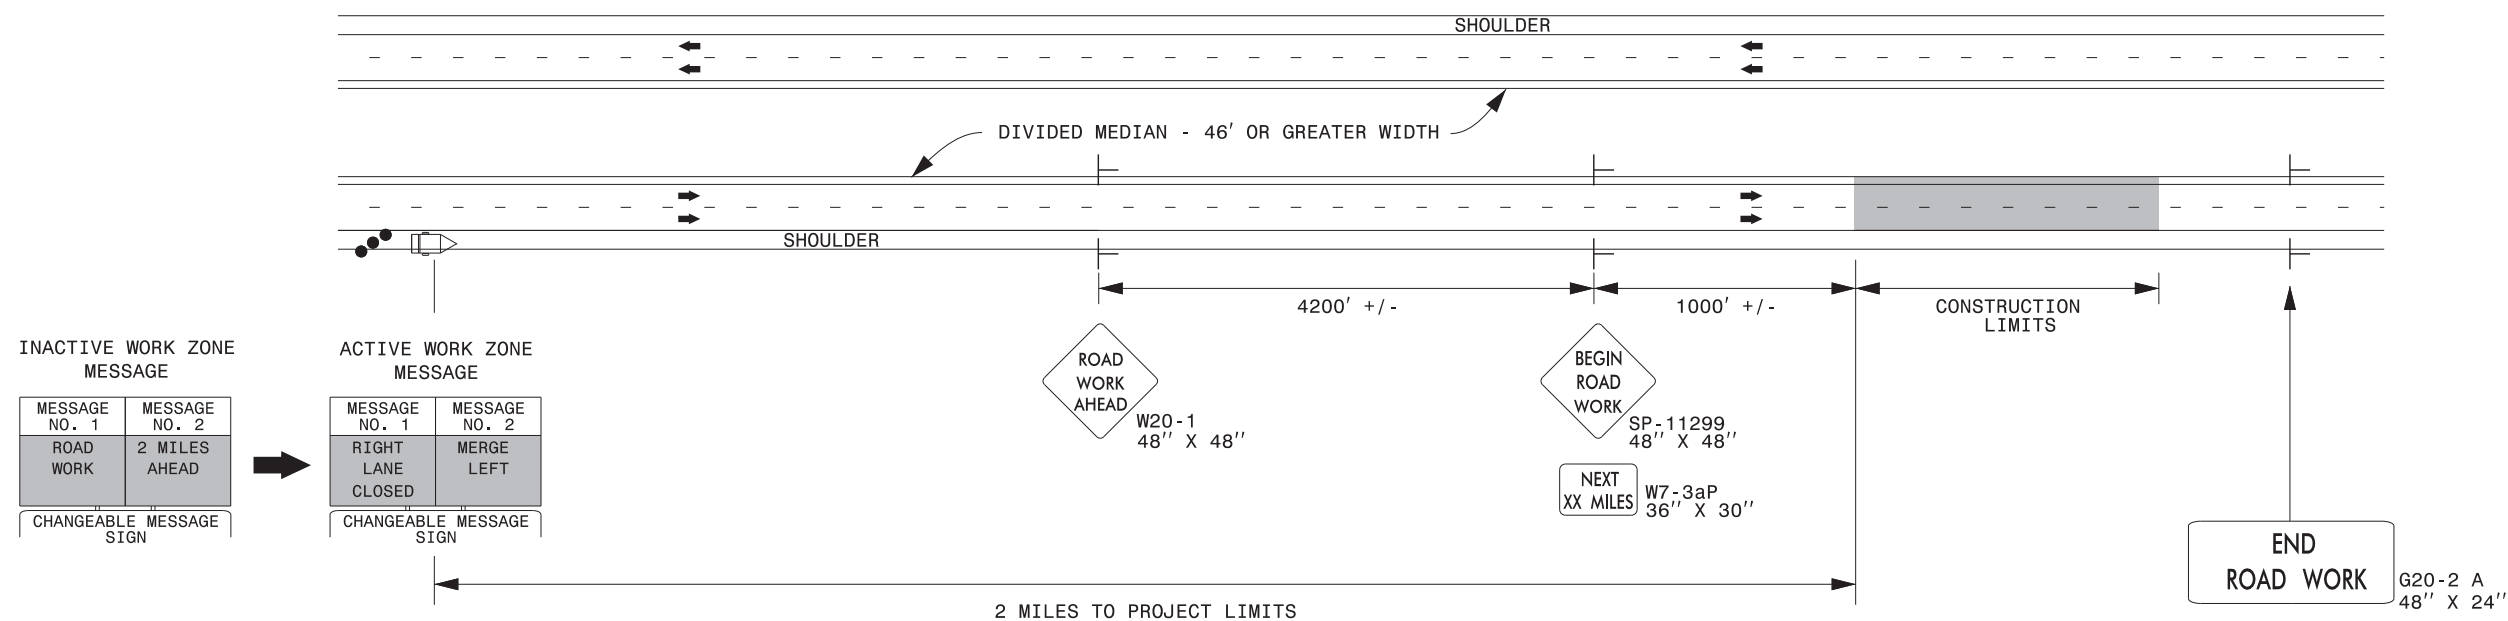 SHOULDER
DIVIDED MEDIAN - 46' OR GREATER WIDTH
SHOULDER
4200' +/-
1000' +/-
CONSTRUCTION
LIMITS
INACTIVE WORK ZONE
MESSAGE
MESSAGE
NO. 1
MESSAGE
NO. 2
ROAD
WORK
2 MILES
AHEAD
CHANGEABLE MESSAGE
SIGN
ACTIVE WORK ZONE
MESSAGE
MESSAGE
NO. 1
MESSAGE
NO. 2
RIGHT
LANE
CLOSED
MERGE
LEFT
CHANGEABLE MESSAGE
SIGN
ROAD
WORK
AHEAD
W20-1
48'' X 48''
BEGIN
ROAD
WORK
SP-11299
48'' X 48''
NEXT
XX MILES
W7-3aP
36'' X 30''
END
ROAD WORK
G20-2 A
48'' X 24''
2 MILES TO PROJECT LIMITS